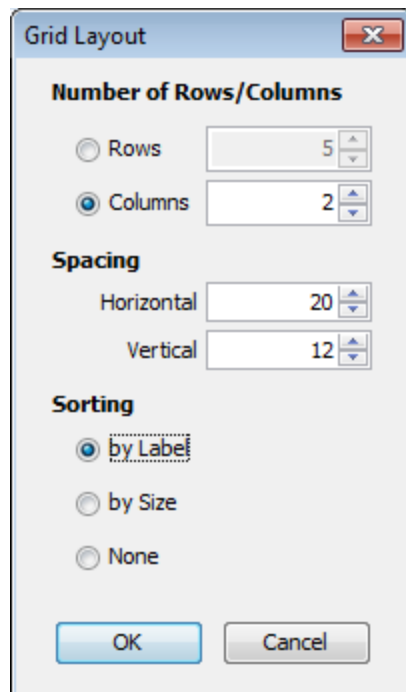 Grid Layout
Number of Rows/Columns
Rows 5
Columns 2
Spacing
Horizontal 20
Vertical 12
Sorting
by Label
by Size
None
OK Cancel